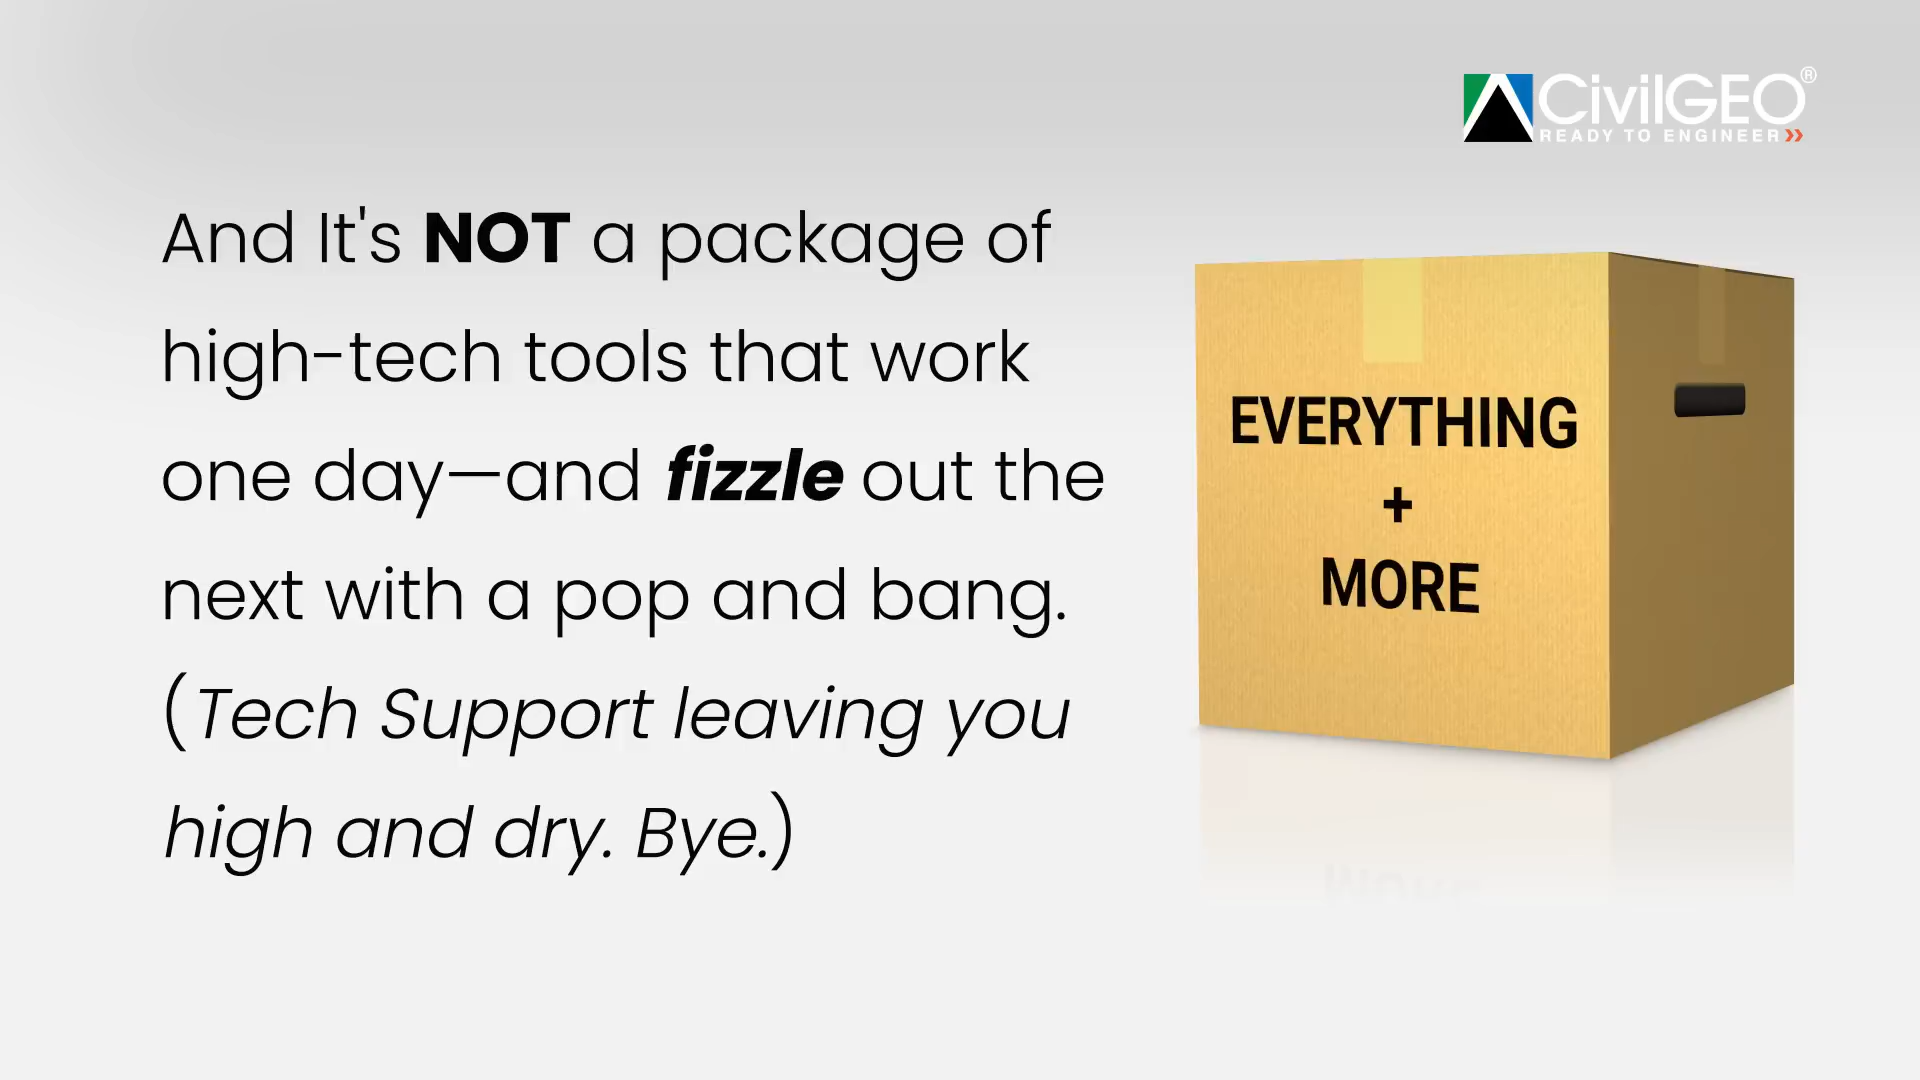 CivilGEO®
READY TO ENGINEER
And It's NOT a package of
high-tech tools that work
one day—and fizzle out the
next with a pop and bang.
(Tech Support leaving you
high and dry. Bye.)
EVERYTHING
+
MORE